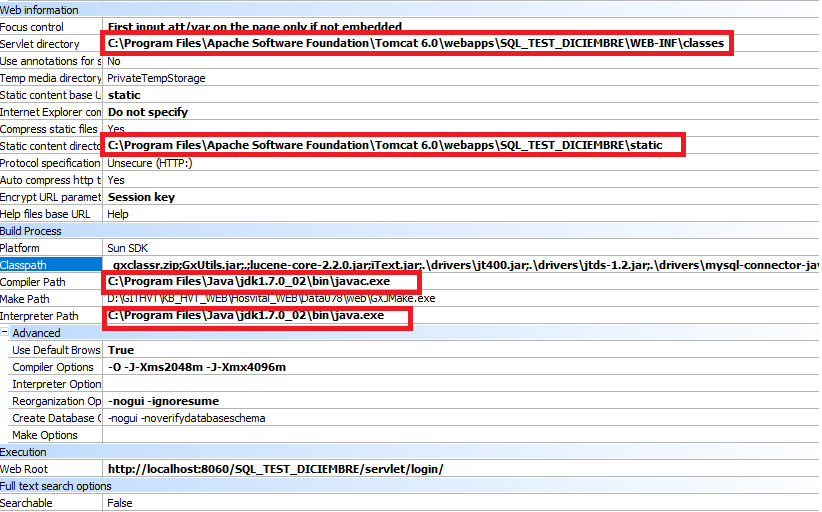 Web information
Focus control First input att/var on the page only if not embedded
Servlet directory C:\Program Files\Apache Software Foundation\Tomcat 6.0\webapps\SQL_TEST_DICIEMBRE\WEB-INF\classes
Use annotations for s No
Temp media directory PrivateTempStorage
Static content base U static
Internet Explorer com Do not specify
Compress static files Yes
Static content directo C:\Program Files\Apache Software Foundation\Tomcat 6.0\webapps\SQL_TEST_DICIEMBRE\static
Protocol specification Unsecure (HTTP:)
Auto compress http t Yes
Encrypt URL paramet Session key
Help files base URL Help
Build Process
Platform Sun SDK
Classpath gxclassr.zip;GxUtils.jar;.;lucene-core-2.2.0.jar;iText.jar;.\drivers\jt400.jar;.\drivers\jtds-1.2.jar;.\drivers\mysql-connector-jav
Compiler Path C:\Program Files\Java\jdk1.7.0_02\bin\javac.exe
Make Path D:\GITHVT\KB_HVT_WEB\Hosvital_WEB\Data078\web\GXJMake.exe
Interpreter Path C:\Program Files\Java\jdk1.7.0_02\bin\java.exe
Advanced
Use Default Brows True
Compiler Options -O -J-Xms2048m -J-Xmx4096m
Interpreter Option
Reorganization Op -nogui -ignoresume
Create Database O -nogui -noverifydatabaseschema
Make Options
Execution
Web Root http://localhost:8060/SQL_TEST_DICIEMBRE/servlet/login/
Full text search options
Searchable False